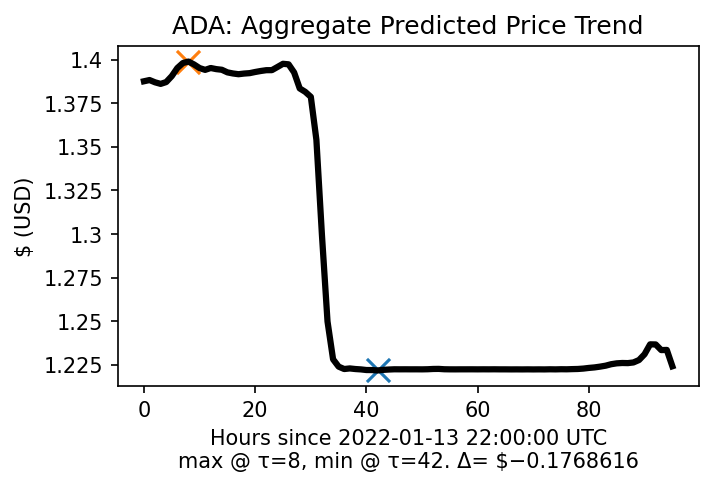 ADA: Aggregate Predicted Price Trend
$ (USD)
1.4
1.375
1.35
1.325
1.3
1.275
1.25
1.225
0 20 40 60 80
Hours since 2022-01-13 22:00:00 UTC
max @ τ=8, min @ τ=42. Δ= $−0.1768616